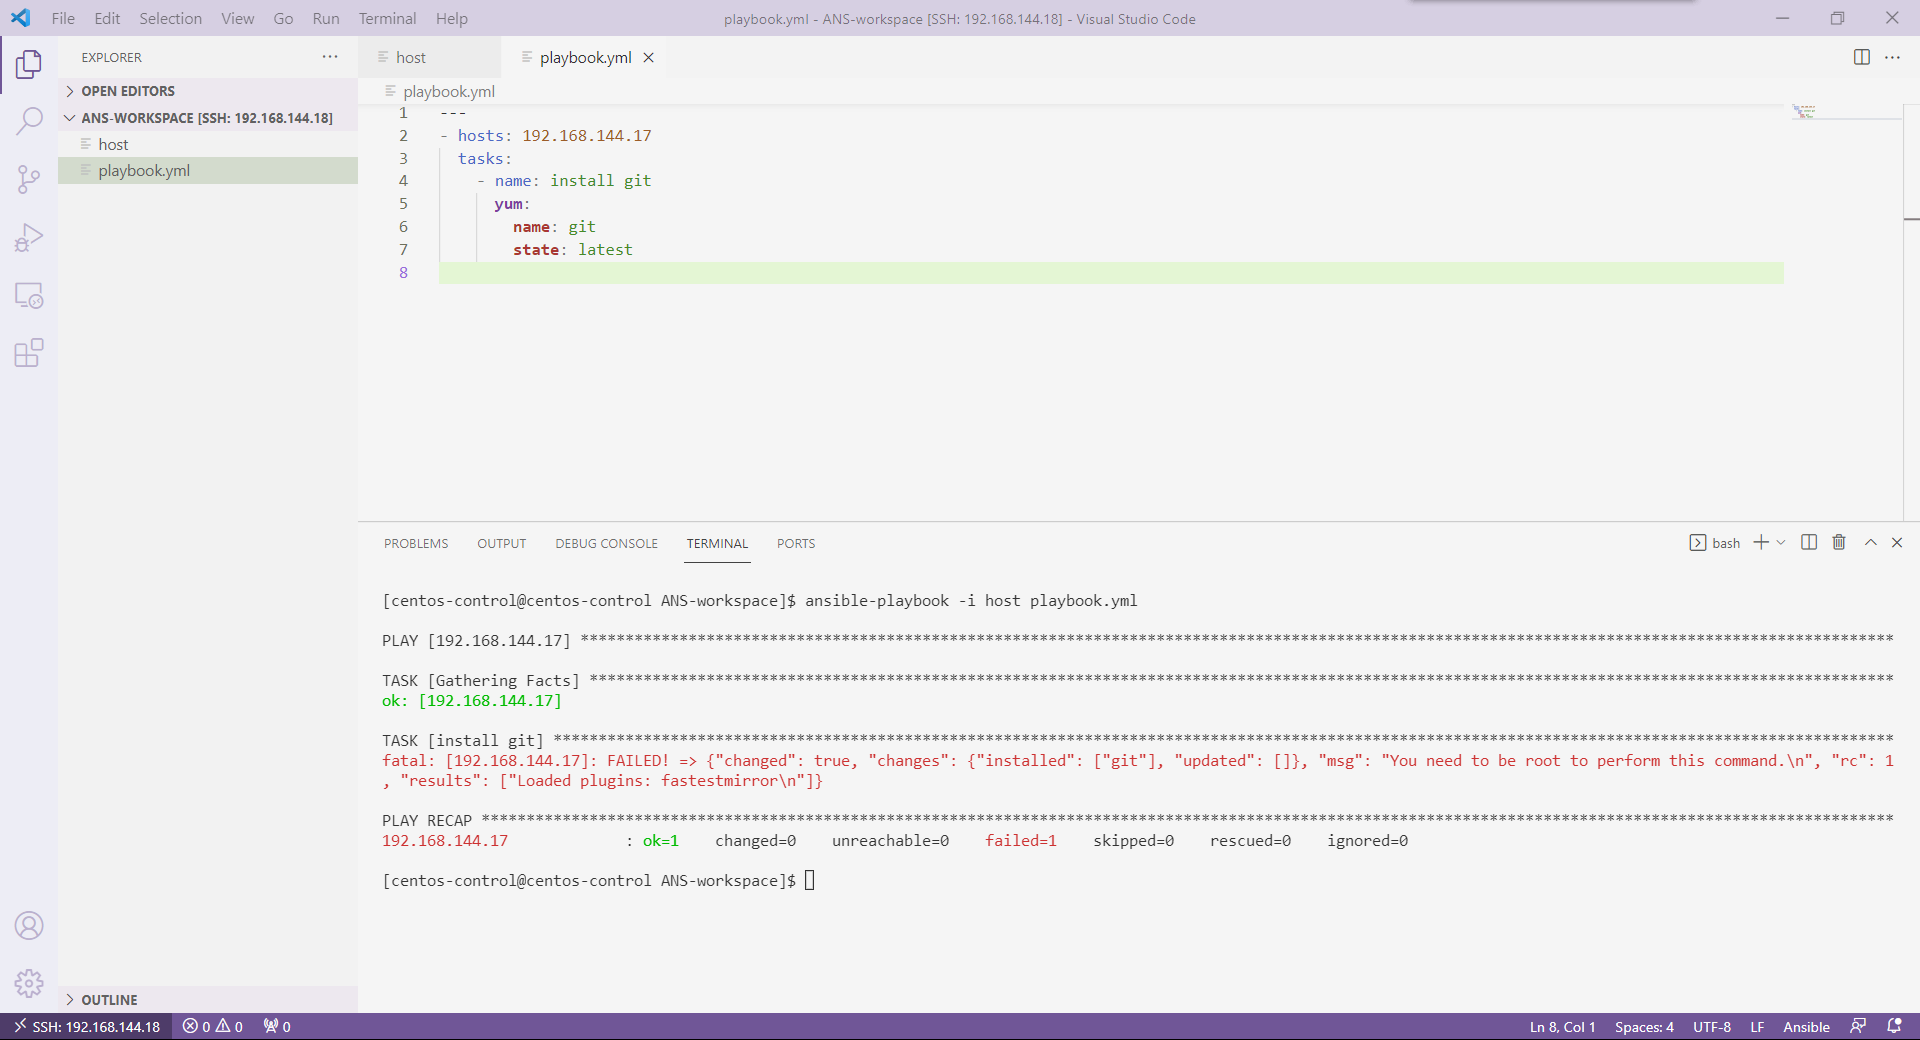 File Edit Selection View Go Run Terminal Help
playbook.yml - ANS-workspace [SSH: 192.168.144.18] - Visual Studio Code
EXPLORER
OPEN EDITORS
ANS-WORKSPACE [SSH: 192.168.144.18]
host
playbook.yml
OUTLINE
host
playbook.yml
playbook.yml
1 ---
2 - hosts: 192.168.144.17
3 tasks:
4 - name: install git
5 yum:
6 name: git
7 state: latest
8
PROBLEMS OUTPUT DEBUG CONSOLE TERMINAL PORTS
bash
[centos-control@centos-control ANS-workspace]$ ansible-playbook -i host playbook.yml
PLAY [192.168.144.17] **************************************************************************************************************************************************
TASK [Gathering Facts] *************************************************************************************************************************************************
ok: [192.168.144.17]
TASK [install git] *****************************************************************************************************************************************************
fatal: [192.168.144.17]: FAILED! => {"changed": true, "changes": {"installed": ["git"], "updated": []}, "msg": "You need to be root to perform this command.\n", "rc": 1
, "results": ["Loaded plugins: fastestmirror\n"]}
PLAY RECAP *************************************************************************************************************************************************************
192.168.144.17 : ok=1 changed=0 unreachable=0 failed=1 skipped=0 rescued=0 ignored=0
[centos-control@centos-control ANS-workspace]$
SSH: 192.168.144.18 0 0 0
Ln 8, Col 1 Spaces: 4 UTF-8 LF Ansible